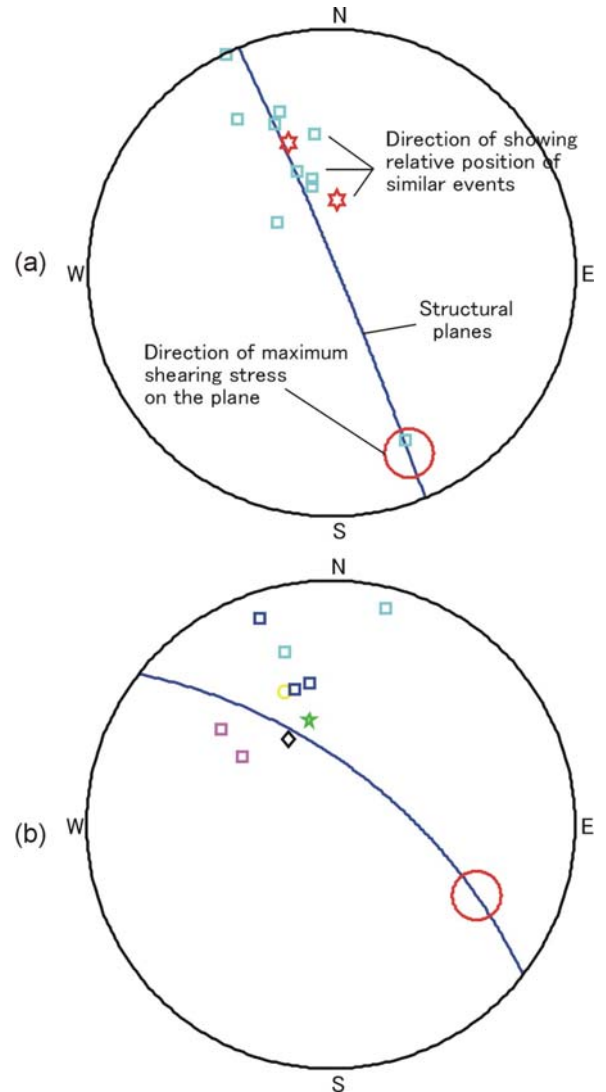 N
Direction of showing
relative position of
similar events
(a)
W
E
Structural
planes
Direction of maximum
shearing stress
on the plane
S
N
(b)
W
E
S